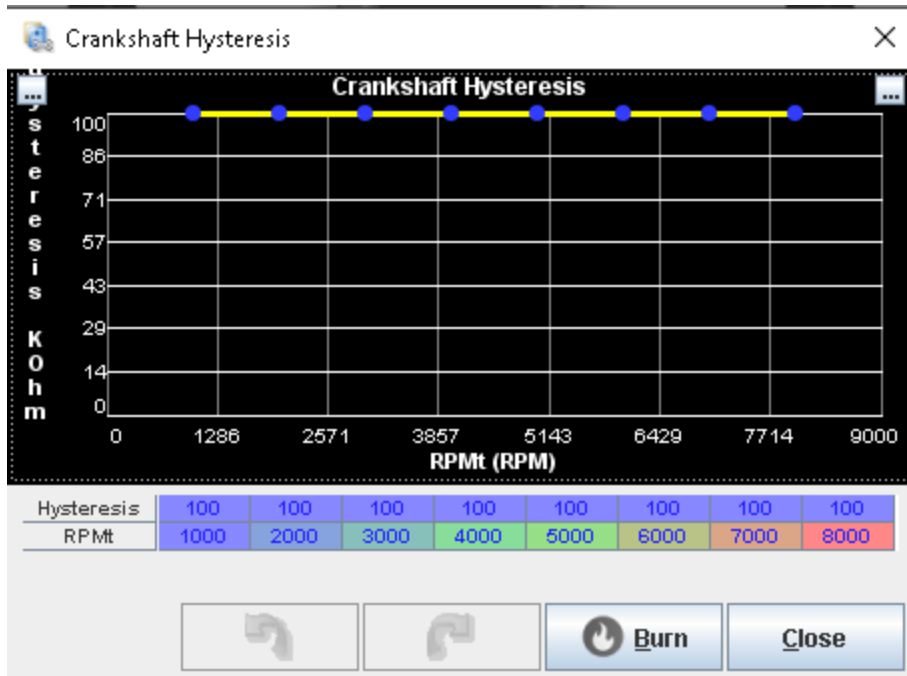 Crankshaft Hysteresis
Crankshaft Hysteresis
...
...
ysteresis KOhm
100
86
71
57
43
29
14
0
0 1286 2571 3857 5143 6429 7714 9000
RPMt (RPM)
Hysteresis 100 100 100 100 100 100 100 100
RPMt 1000 2000 3000 4000 5000 6000 7000 8000
Burn
Close